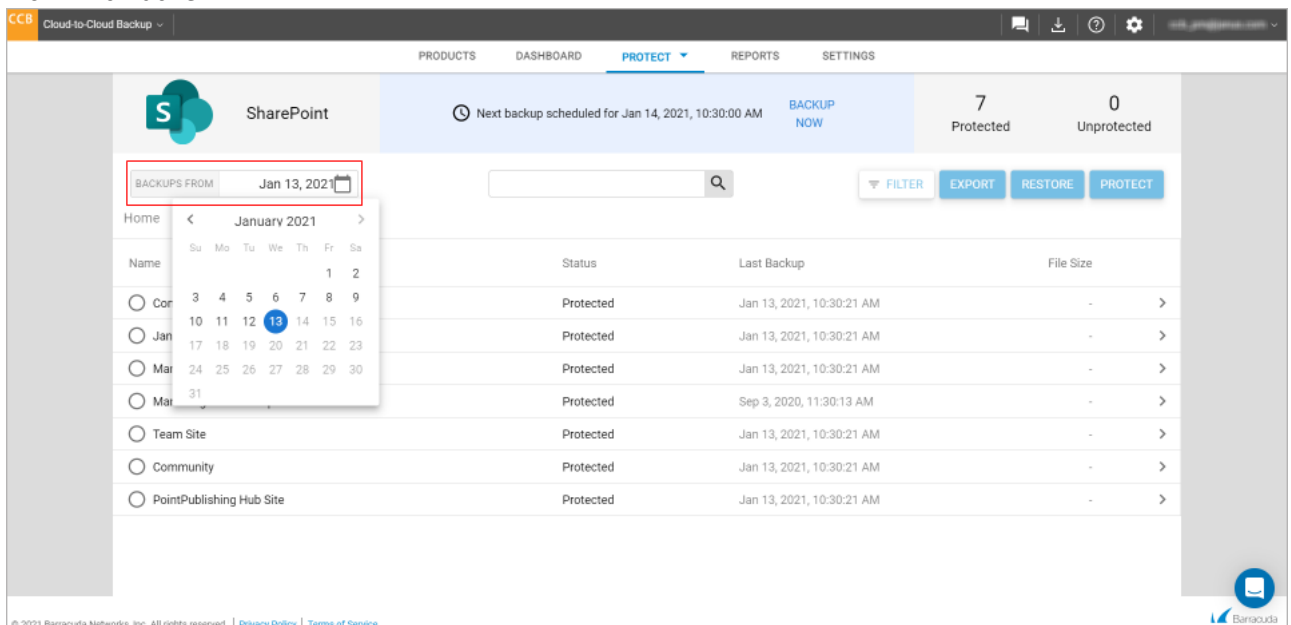 CCB Cloud-to-Cloud Backup
PRODUCTS DASHBOARD PROTECT REPORTS SETTINGS
S SharePoint Next backup scheduled for Jan 14, 2021, 10:30:00 AM BACKUP NOW 7 Protected 0 Unprotected
BACKUPS FROM Jan 13, 2021 FILTER EXPORT RESTORE PROTECT
Home
January 2021
Su Mo Tu We Th Fr Sa
1 2
3 4 5 6 7 8 9
10 11 12 13 14 15 16
17 18 19 20 21 22 23
24 25 26 27 28 29 30
31
Name Status Last Backup File Size
Protected Jan 13, 2021, 10:30:21 AM -
Jan Protected Jan 13, 2021, 10:30:21 AM -
Protected Jan 13, 2021, 10:30:21 AM -
Protected Sep 3, 2020, 11:30:13 AM -
Team Site Protected Jan 13, 2021, 10:30:21 AM -
Community Protected Jan 13, 2021, 10:30:21 AM -
PointPublishing Hub Site Protected Jan 13, 2021, 10:30:21 AM -
© 2021 Barracuda Networks, Inc. All rights reserved. | Privacy Policy | Terms of Service
Barracuda